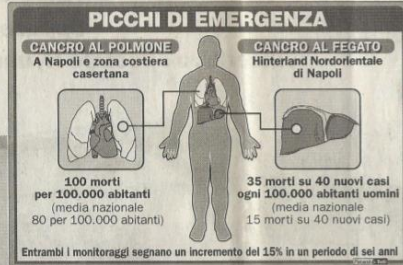 PICCHI DI EMERGENZA
CANCRO AL POLMONE
A Napoli e zona costiera
casertana
100 morti
per 100.000 abitanti
(media nazionale
80 per 100.000 abitanti)
CANCRO AL FEGATO
Hinterland Nordorientale
di Napoli
35 morti su 40 nuovi casi
ogni 100.000 abitanti uomini
(media nazionale
15 morti su 40 nuovi casi)
Entrambi i monitoraggi segnano un incremento del 15% in un periodo di sei anni